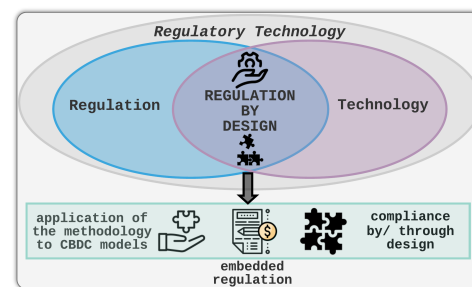 Regulatory Technology
Regulation
REGULATION
BY
DESIGN
Technology
application of
the methodology
to CBDC models
$
compliance
by/ through
design
embedded
regulation